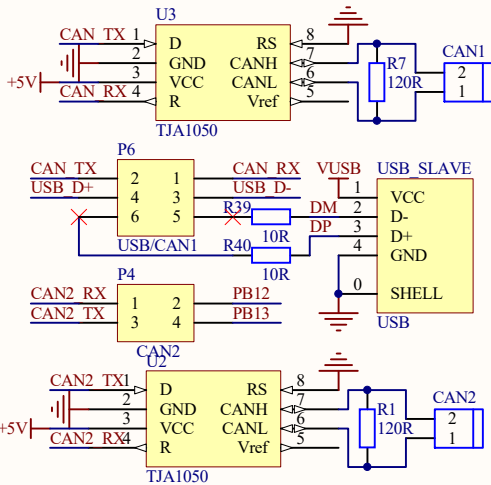 U3
CAN_TX 1 D RS 8
2 GND CANH 7
+5V 3 VCC CANL 6
CAN_RX 4 R Vref 5
TJA1050
R7
120R
CAN1
2
1
P6
CAN_TX 2 1 CAN_RX
USB_D+ 4 3 USB_D-
6 5
USB/CAN1
R39
10R
R40
10R
DM
DP
VUSB
USB_SLAVE
1 VCC
2 D-
3 D+
4 GND
0 SHELL
USB
P4
CAN2_RX 1 2 PB12
CAN2_TX 3 4 PB13
CAN2
U2
CAN2_TX 1 D RS 8
2 GND CANH 7
+5V 3 VCC CANL 6
CAN2_RX 4 R Vref 5
TJA1050
R1
120R
CAN2
2
1